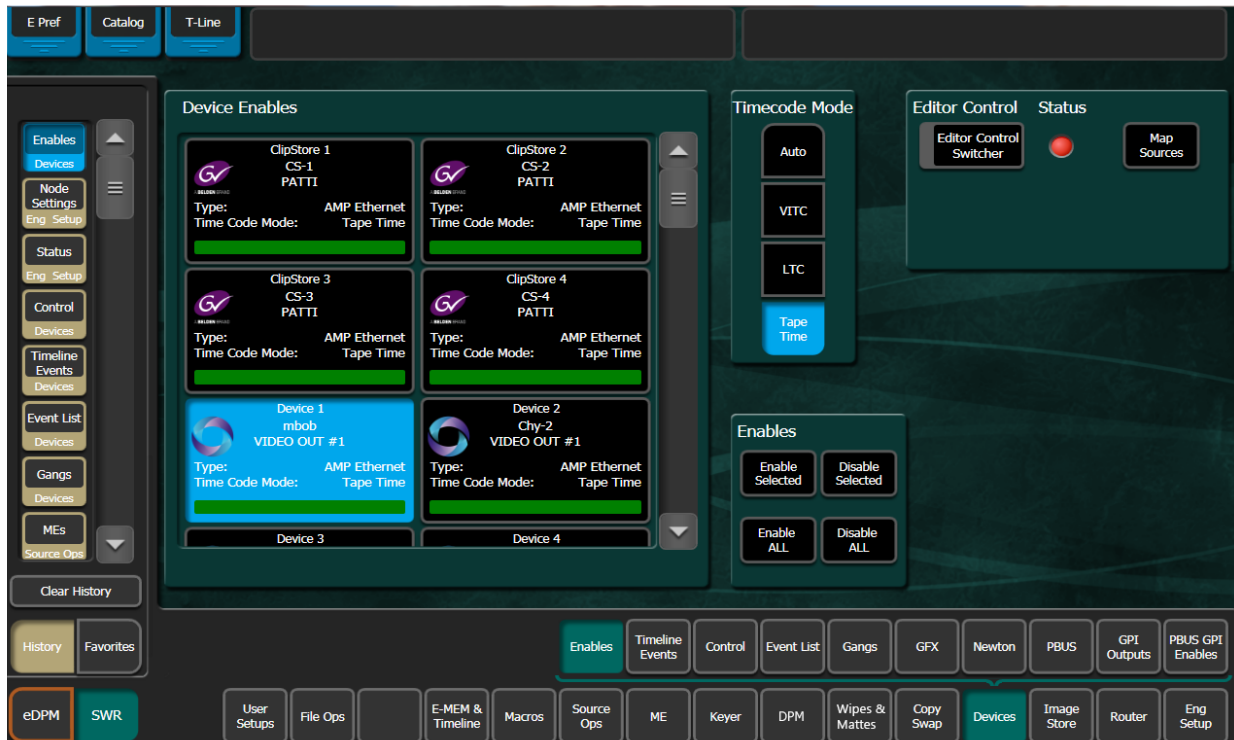 E Pref
Catalog
T-Line
Enables
Devices
Node
Settings
Eng Setup
Status
Eng Setup
Control
Devices
Timeline
Events
Devices
Event List
Devices
Gangs
Devices
MEs
Source Ops
Clear History
History
Favorites
Device Enables
ClipStore 1
CS-1
PATTI
Type: AMP Ethernet
Time Code Mode: Tape Time
ClipStore 2
CS-2
PATTI
Type: AMP Ethernet
Time Code Mode: Tape Time
ClipStore 3
CS-3
PATTI
Type: AMP Ethernet
Time Code Mode: Tape Time
ClipStore 4
CS-4
PATTI
Type: AMP Ethernet
Time Code Mode: Tape Time
Device 1
mbob
VIDEO OUT #1
Type: AMP Ethernet
Time Code Mode: Tape Time
Device 2
Chy-2
VIDEO OUT #1
Type: AMP Ethernet
Time Code Mode: Tape Time
Device 3
Device 4
Timecode Mode
Auto
VITC
LTC
Tape
Time
Editor Control
Status
Editor Control
Switcher
Map
Sources
Enables
Enable
Selected
Disable
Selected
Enable
ALL
Disable
ALL
Enables
Timeline
Events
Control
Event List
Gangs
GFX
Newton
PBUS
GPI
Outputs
PBUS GPI
Enables
eDPM
SWR
User
Setups
File Ops
E-MEM &
Timeline
Macros
Source
Ops
ME
Keyer
DPM
Wipes &
Mattes
Copy
Swap
Devices
Image
Store
Router
Eng
Setup